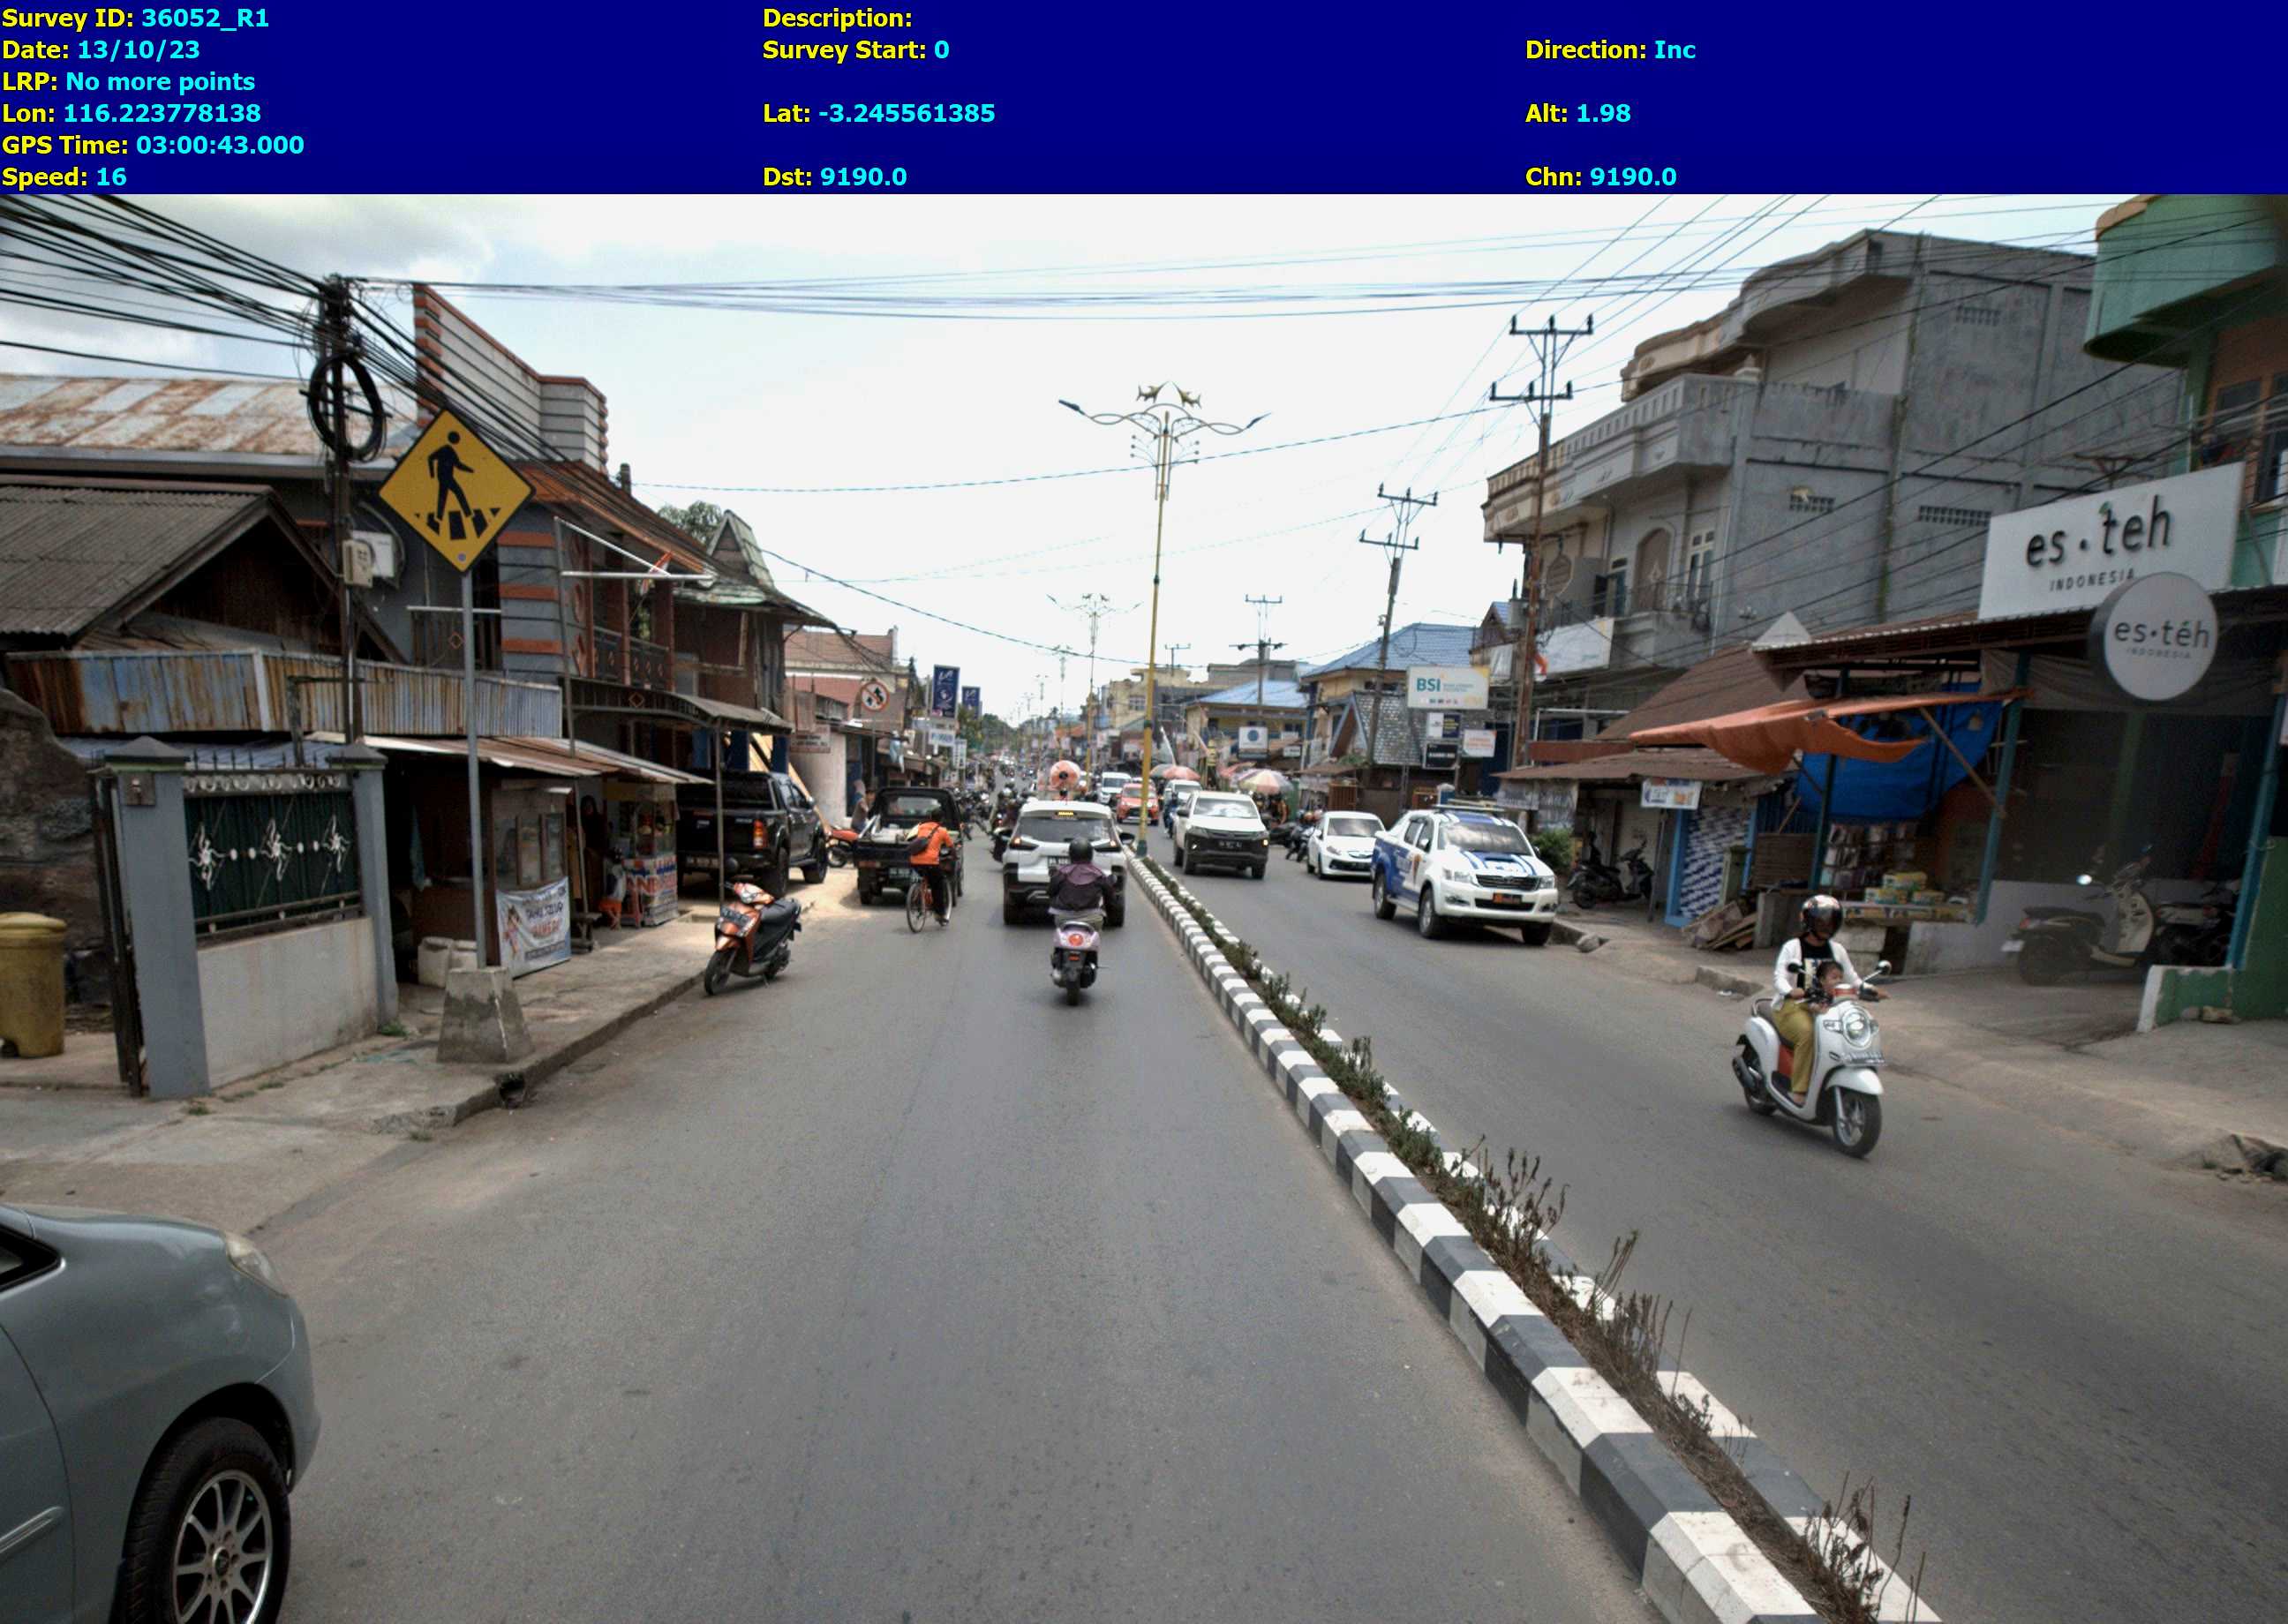 Survey ID: 36052_R1
Description:
Date: 13/10/23
Survey Start: 0
Direction: Inc
LRP: No more points
Lon: 116.223778138
Lat: -3.245561385
Alt: 1.98
GPS Time: 03:00:43.000
Speed: 16
Dst: 9190.0
Chn: 9190.0
es·teh
INDONESIA
es·téh
INDONESIA
BSI